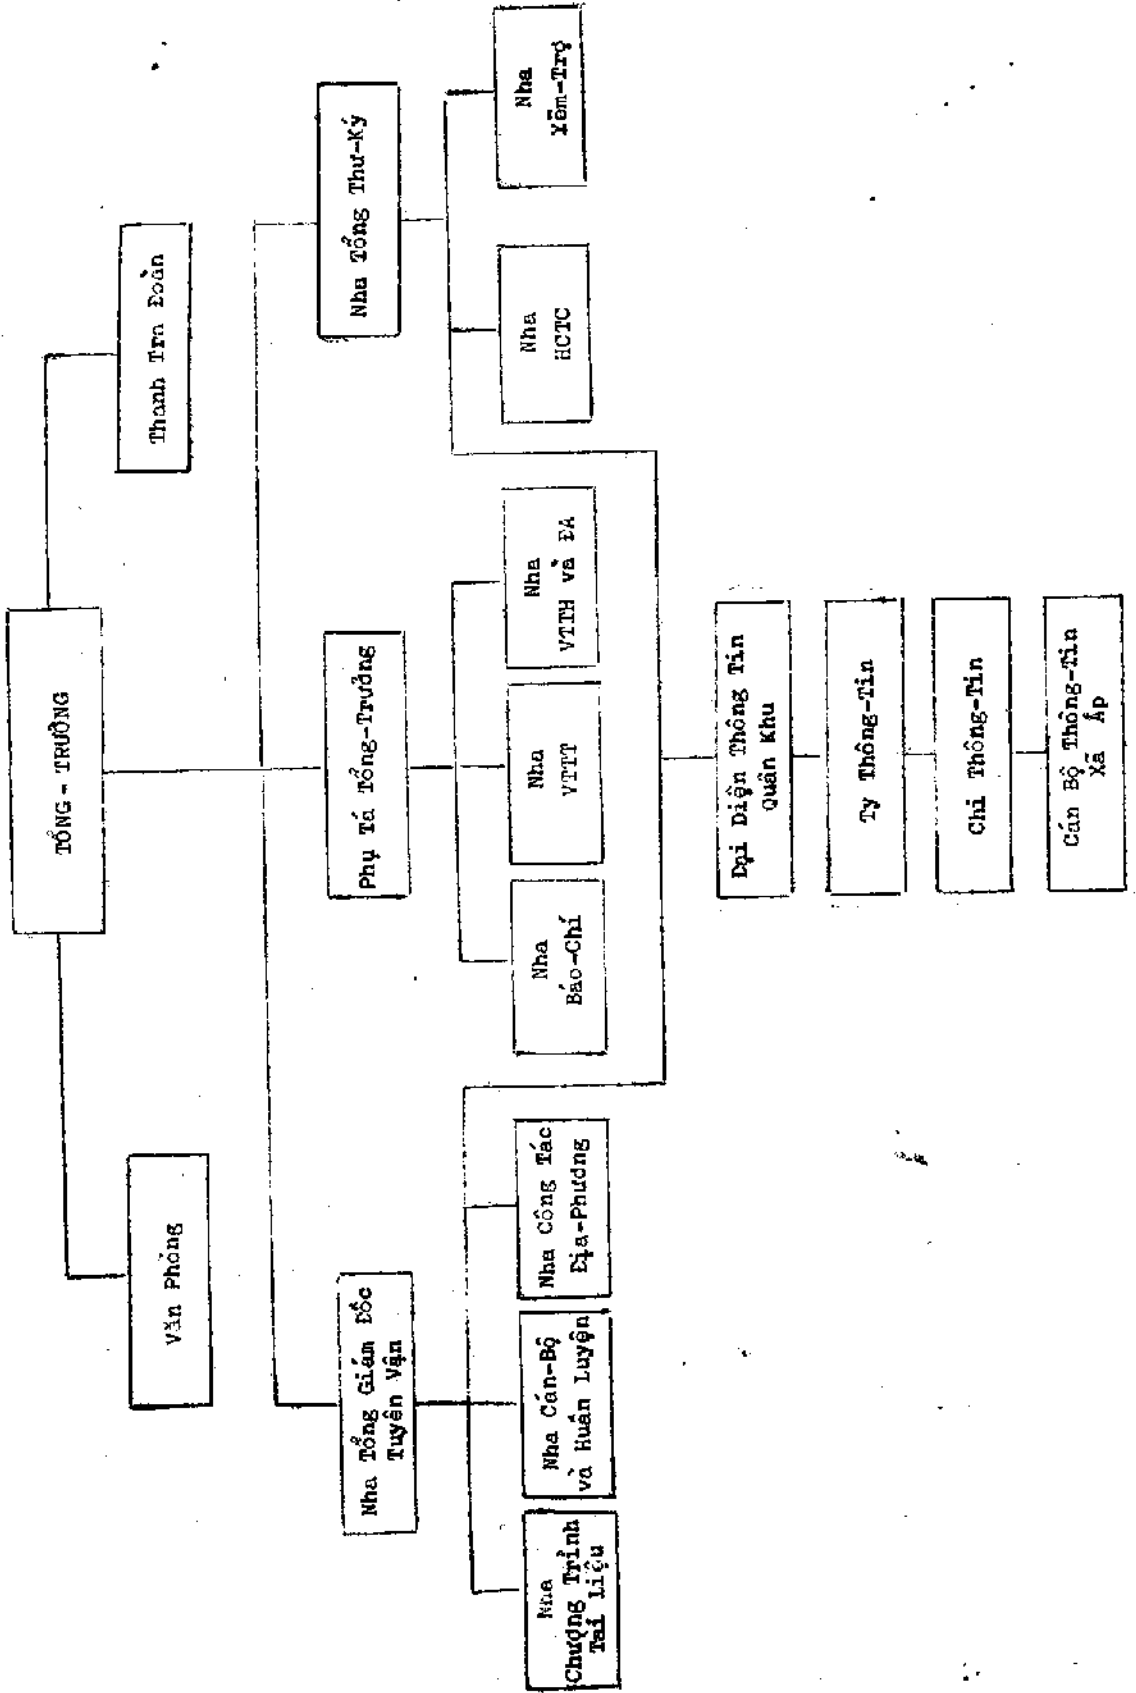 TỔNG - TRƯỞNG
Văn Phòng
Thanh Tra Đoàn
Nha Tổng Giám Đốc
Tuyên Vận
Phụ Tá Tổng-Trưởng
Nha Tổng Thư-Ký
Nha
Chương Trình
Tài Liệu
Nha Cán-Bộ
và Huấn Luyện
Nha Công Tác
Địa-Phương
Nha
Báo-Chí
Nha
VTTT
Nha
VTTH và ĐA
Nha
HCTC
Nha
Yểm-Trợ
Đại Diện Thông Tin
Quân Khu
Ty Thông-Tin
Chi Thông-Tin
Cán Bộ Thông-Tin
Xã Ấp